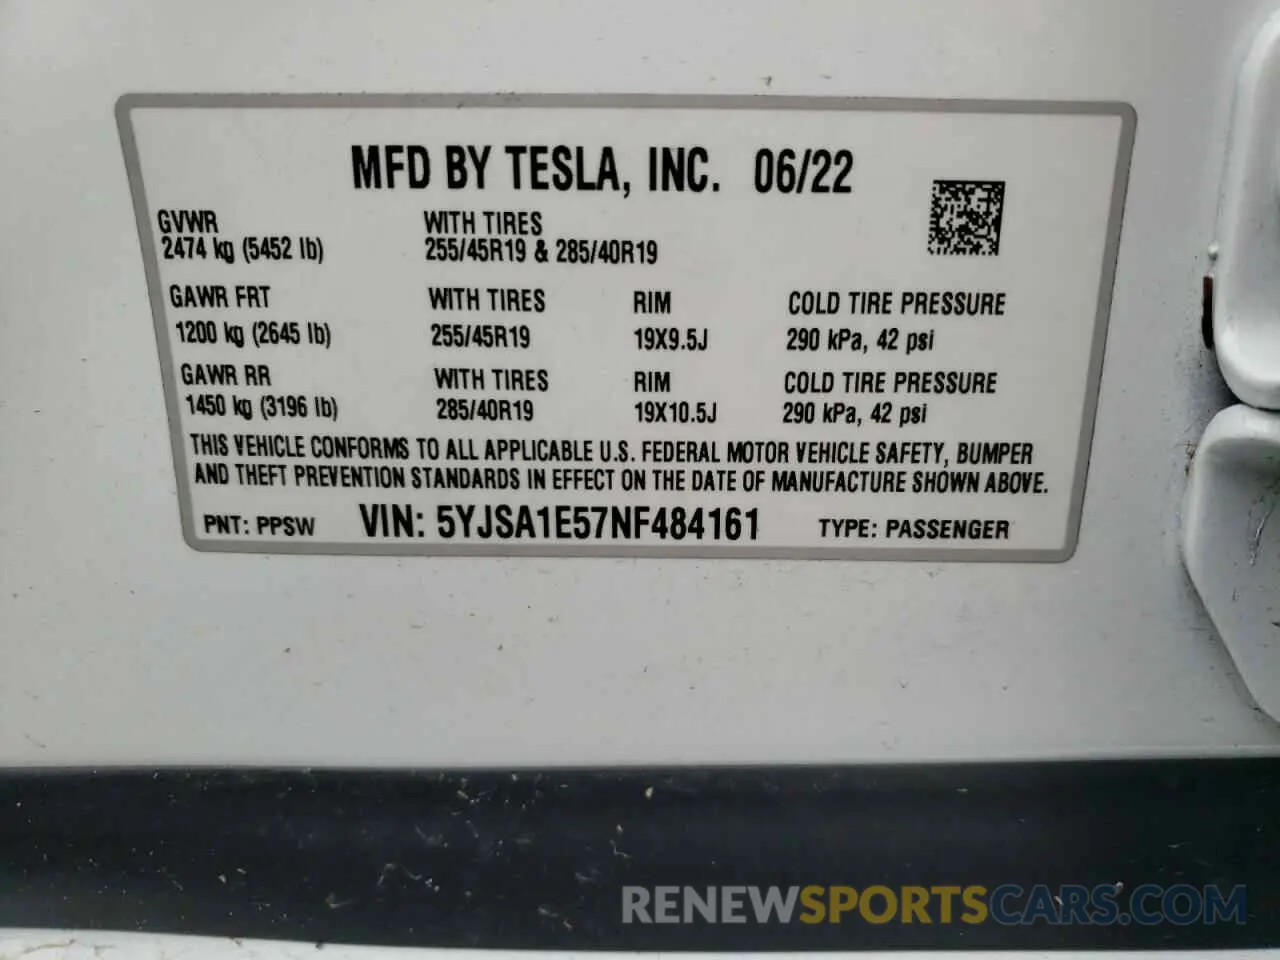 MFD BY TESLA, INC. 06/22
GVWR WITH TIRES
2474 kg (5452 lb) 255/45R19 & 285/40R19
GAWR FRT WITH TIRES RIM COLD TIRE PRESSURE
1200 kg (2645 lb) 255/45R19 19X9.5J 290 kPa, 42 psi
GAWR RR WITH TIRES RIM COLD TIRE PRESSURE
1450 kg (3196 lb) 285/40R19 19X10.5J 290 kPa, 42 psi
THIS VEHICLE CONFORMS TO ALL APPLICABLE U.S. FEDERAL MOTOR VEHICLE SAFETY, BUMPER
AND THEFT PREVENTION STANDARDS IN EFFECT ON THE DATE OF MANUFACTURE SHOWN ABOVE.
PNT: PPSW VIN: 5YJSA1E57NF484161 TYPE: PASSENGER
RENEWSPORTSCARS.COM